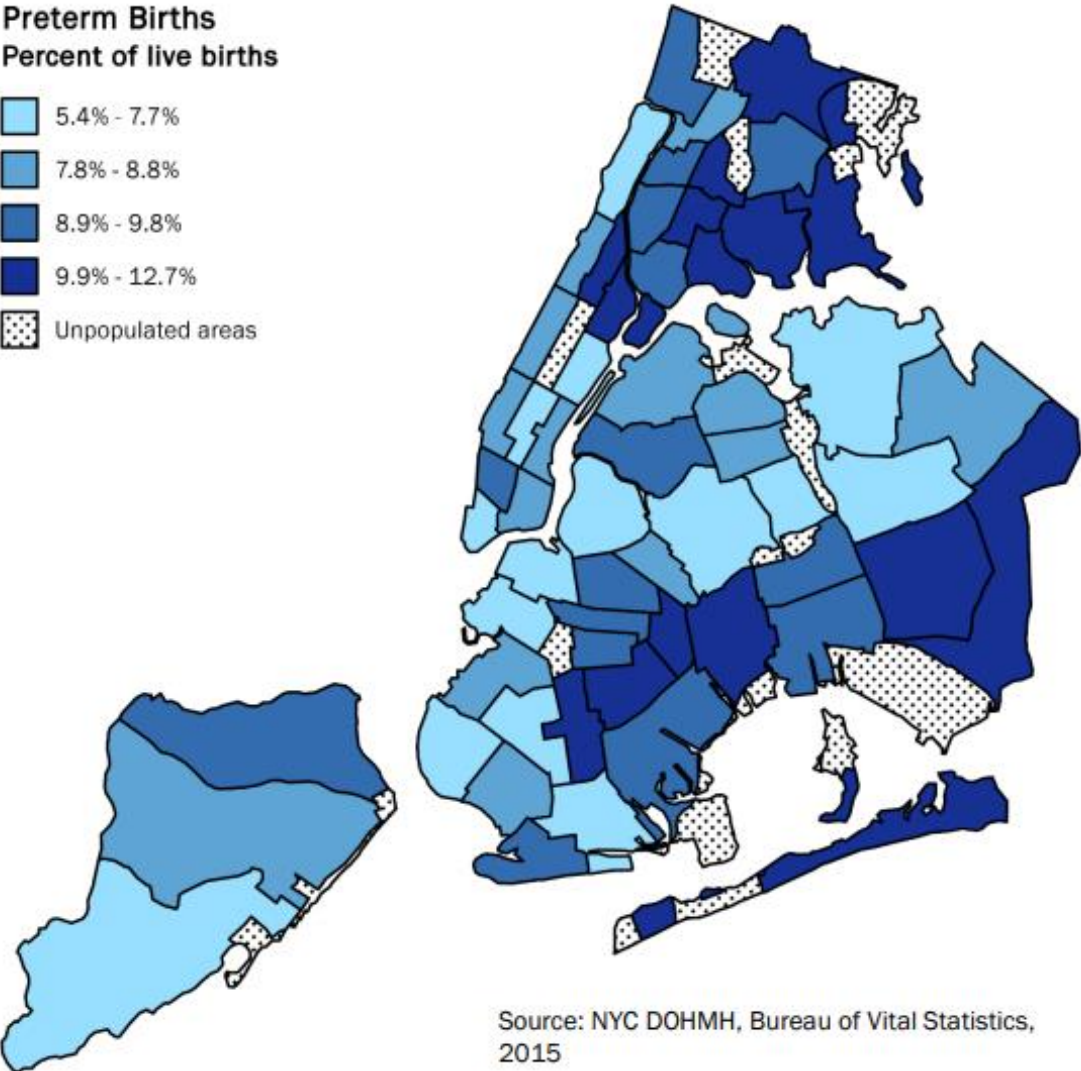 Preterm Births
Percent of live births
5.4% - 7.7%
7.8% - 8.8%
8.9% - 9.8%
9.9% - 12.7%
Unpopulated areas
Source: NYC DOHMH, Bureau of Vital Statistics,
2015